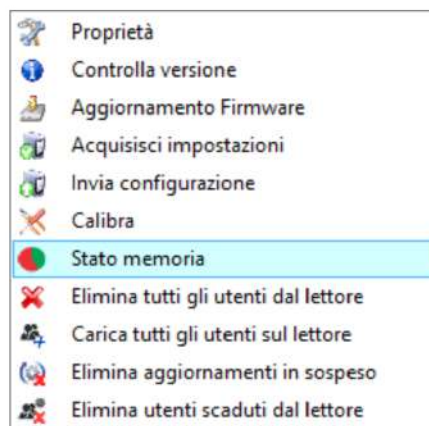 Proprietà
Controlla versione
Aggiornamento Firmware
Acquisisci impostazioni
Invia configurazione
Calibra
Stato memoria
Elimina tutti gli utenti dal lettore
Carica tutti gli utenti sul lettore
Elimina aggiornamenti in sospeso
Elimina utenti scaduti dal lettore